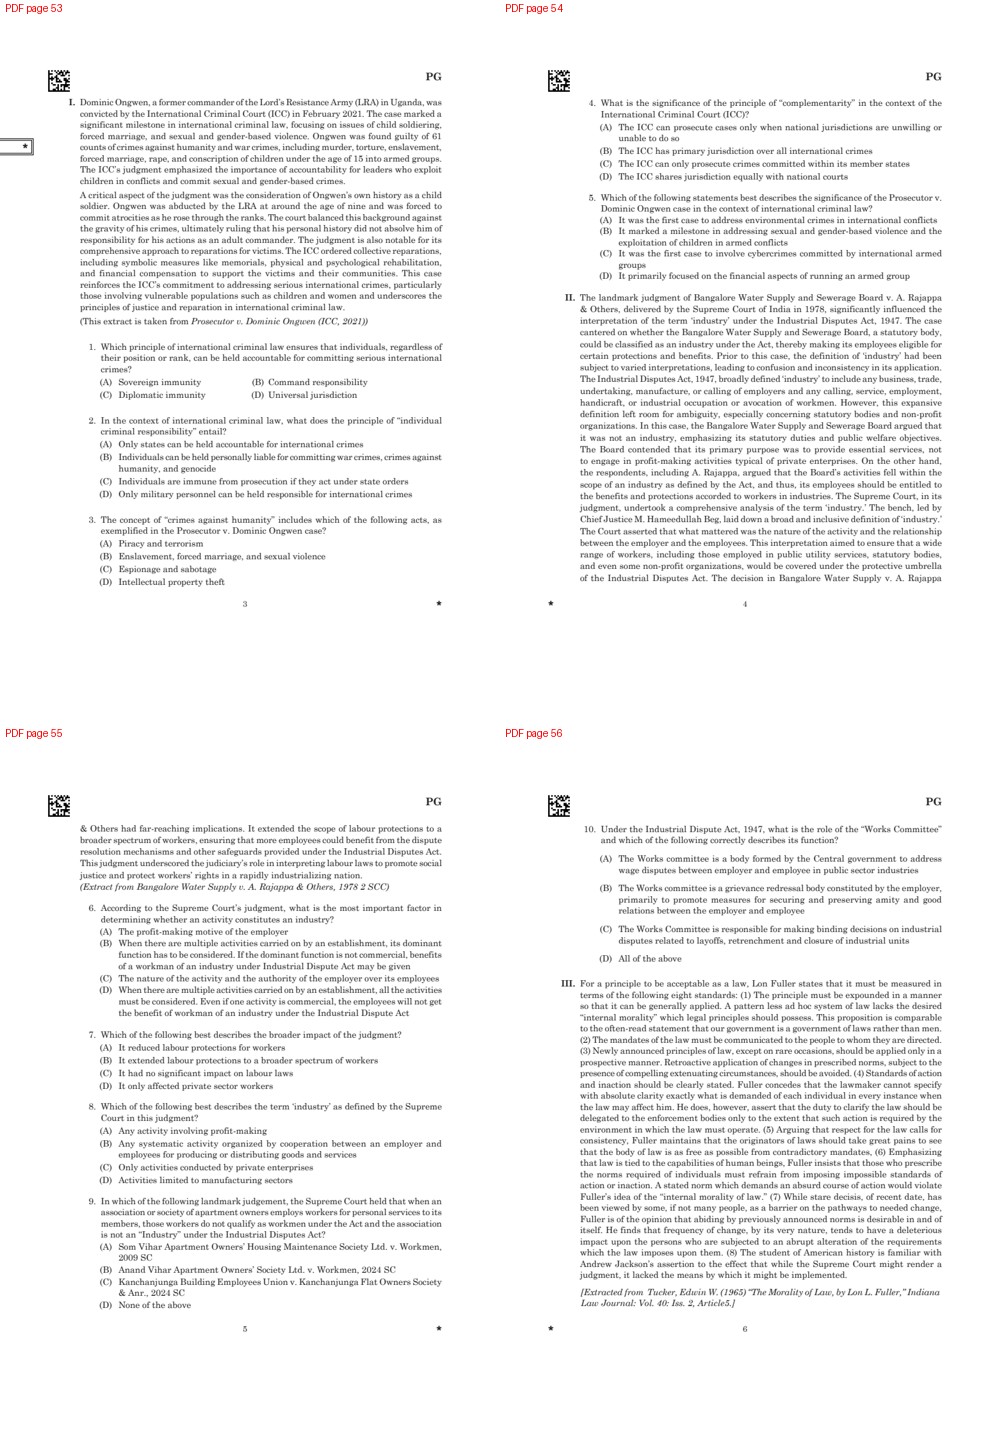 PDF page 53
PG
I. Dominic Ongwen, a former commander of the Lord's Resistance Army (LRA) in Uganda, was
convicted by the International Criminal Court (ICC) in February 2021. The case marked a
significant milestone in international criminal law, focusing on issues of child soldiering,
forced marriage, and sexual and gender-based violence. Ongwen was found guilty of 61
counts of crimes against humanity and war crimes, including murder, torture, enslavement,
forced marriage, rape, and conscription of children under the age of 15 into armed groups.
The ICC's judgment emphasized the importance of accountability for leaders who exploit
children in conflicts and commit sexual and gender-based crimes.
A critical aspect of the judgment was the consideration of Ongwen's own history as a child
soldier. Ongwen was abducted by the LRA at around the age of nine and was forced to
commit atrocities as he rose through the ranks. The court balanced this background against
the gravity of his crimes, ultimately ruling that his personal history did not absolve him of
responsibility for his actions as an adult commander. The judgment is also notable for its
comprehensive approach to reparations for victims. The ICC ordered collective reparations,
including symbolic measures like memorials, physical and psychological rehabilitation,
and financial compensation to support the victims and their communities. This case
reinforces the ICC's commitment to addressing serious international crimes, particularly
those involving vulnerable populations such as children and women and underscores the
principles of justice and reparation in international criminal law.
(This extract is taken from Prosecutor v. Dominic Ongwen (ICC, 2021))
1. Which principle of international criminal law ensures that individuals, regardless of
their position or rank, can be held accountable for committing serious international
crimes?
(A) Sovereign immunity (B) Command responsibility
(C) Diplomatic immunity (D) Universal jurisdiction
2. In the context of international criminal law, what does the principle of "individual
criminal responsibility" entail?
(A) Only states can be held accountable for international crimes
(B) Individuals can be held personally liable for committing war crimes, crimes against
humanity, and genocide
(C) Individuals are immune from prosecution if they act under state orders
(D) Only military personnel can be held responsible for international crimes
3. The concept of "crimes against humanity" includes which of the following acts, as
exemplified in the Prosecutor v. Dominic Ongwen case?
(A) Piracy and terrorism
(B) Enslavement, forced marriage, and sexual violence
(C) Espionage and sabotage
(D) Intellectual property theft
3 *
PDF page 54
PG
4. What is the significance of the principle of "complementarity" in the context of the
International Criminal Court (ICC)?
(A) The ICC can prosecute cases only when national jurisdictions are unwilling or
unable to do so
(B) The ICC has primary jurisdiction over all international crimes
(C) The ICC can only prosecute crimes committed within its member states
(D) The ICC shares jurisdiction equally with national courts
5. Which of the following statements best describes the significance of the Prosecutor v.
Dominic Ongwen case in the context of international criminal law?
(A) It was the first case to address environmental crimes in international conflicts
(B) It marked a milestone in addressing sexual and gender-based violence and the
exploitation of children in armed conflicts
(C) It was the first case to involve cybercrimes committed by international armed
groups
(D) It primarily focused on the financial aspects of running an armed group
II. The landmark judgment of Bangalore Water Supply and Sewerage Board v. A. Rajappa
& Others, delivered by the Supreme Court of India in 1978, significantly influenced the
interpretation of the term 'industry' under the Industrial Disputes Act, 1947. The case
cantered on whether the Bangalore Water Supply and Sewerage Board, a statutory body,
could be classified as an industry under the Act, thereby making its employees eligible for
certain protections and benefits. Prior to this case, the definition of 'industry' had been
subject to varied interpretations, leading to confusion and inconsistency in its application.
The Industrial Disputes Act, 1947, broadly defined 'industry' to include any business, trade,
undertaking, manufacture, or calling of employers and any calling, service, employment,
handicraft, or industrial occupation or avocation of workmen. However, this expansive
definition left room for ambiguity, especially concerning statutory bodies and non-profit
organizations. In this case, the Bangalore Water Supply and Sewerage Board argued that
it was not an industry, emphasizing its statutory duties and public welfare objectives.
The Board contended that its primary purpose was to provide essential services, not
to engage in profit-making activities typical of private enterprises. On the other hand,
the respondents, including A. Rajappa, argued that the Board's activities fell within the
scope of an industry as defined by the Act, and thus, its employees should be entitled to
the benefits and protections accorded to workers in industries. The Supreme Court, in its
judgment, undertook a comprehensive analysis of the term 'industry.' The bench, led by
Chief Justice M. Hameedullah Beg, laid down a broad and inclusive definition of 'industry.'
The Court asserted that what mattered was the nature of the activity and the relationship
between the employer and the employees. This interpretation aimed to ensure that a wide
range of workers, including those employed in public utility services, statutory bodies,
and even some non-profit organizations, would be covered under the protective umbrella
of the Industrial Disputes Act. The decision in Bangalore Water Supply v. A. Rajappa
* 4
PDF page 55
PG
& Others had far-reaching implications. It extended the scope of labour protections to a
broader spectrum of workers, ensuring that more employees could benefit from the dispute
resolution mechanisms and other safeguards provided under the Industrial Disputes Act.
This judgment underscored the judiciary's role in interpreting labour laws to promote social
justice and protect workers' rights in a rapidly industrializing nation.
(Extract from Bangalore Water Supply v. A. Rajappa & Others, 1978 2 SCC)
6. According to the Supreme Court's judgment, what is the most important factor in
determining whether an activity constitutes an industry?
(A) The profit-making motive of the employer
(B) When there are multiple activities carried on by an establishment, its dominant
function has to be considered. If the dominant function is not commercial, benefits
of a workman of an industry under Industrial Dispute Act may be given
(C) The nature of the activity and the authority of the employer over its employees
(D) When there are multiple activities carried on by an establishment, all the activities
must be considered. Even if one activity is commercial, the employees will not get
the benefit of workman of an industry under the Industrial Dispute Act
7. Which of the following best describes the broader impact of the judgment?
(A) It reduced labour protections for workers
(B) It extended labour protections to a broader spectrum of workers
(C) It had no significant impact on labour laws
(D) It only affected private sector workers
8. Which of the following best describes the term 'industry' as defined by the Supreme
Court in this judgment?
(A) Any activity involving profit-making
(B) Any systematic activity organized by cooperation between an employer and
employees for producing or distributing goods and services
(C) Only activities conducted by private enterprises
(D) Activities limited to manufacturing sectors
9. In which of the following landmark judgement, the Supreme Court held that when an
association or society of apartment owners employs workers for personal services to its
members, those workers do not qualify as workmen under the Act and the association
is not an "Industry" under the Industrial Disputes Act?
(A) Som Vihar Apartment Owners' Housing Maintenance Society Ltd. v. Workmen,
2009 SC
(B) Anand Vihar Apartment Owners' Society Ltd. v. Workmen, 2024 SC
(C) Kanchanjunga Building Employees Union v. Kanchanjunga Flat Owners Society
& Anr., 2024 SC
(D) None of the above
5 *
PDF page 56
PG
10. Under the Industrial Dispute Act, 1947, what is the role of the "Works Committee"
and which of the following correctly describes its function?
(A) The Works committee is a body formed by the Central government to address
wage disputes between employer and employee in public sector industries
(B) The Works committee is a grievance redressal body constituted by the employer,
primarily to promote measures for securing and preserving amity and good
relations between the employer and employee
(C) The Works Committee is responsible for making binding decisions on industrial
disputes related to layoffs, retrenchment and closure of industrial units
(D) All of the above
III. For a principle to be acceptable as a law, Lon Fuller states that it must be measured in
terms of the following eight standards: (1) The principle must be expounded in a manner
so that it can be generally applied. A pattern less ad hoc system of law lacks the desired
"internal morality" which legal principles should possess. This proposition is comparable
to the often-read statement that our government is a government of laws rather than men.
(2) The mandates of the law must be communicated to the people to whom they are directed.
(3) Newly announced principles of law, except on rare occasions, should be applied only in a
prospective manner. Retroactive application of changes in prescribed norms, subject to the
presence of compelling extenuating circumstances, should be avoided. (4) Standards of action
and inaction should be clearly stated. Fuller concedes that the lawmaker cannot specify
with absolute clarity exactly what is demanded of each individual in every instance when
the law may affect him. He does, however, assert that the duty to clarify the law should be
delegated to the enforcement bodies only to the extent that such action is required by the
environment in which the law must operate. (5) Arguing that respect for the law calls for
consistency, Fuller maintains that the originators of laws should take great pains to see
that the body of law is as free as possible from contradictory mandates, (6) Emphasizing
that law is tied to the capabilities of human beings, Fuller insists that those who prescribe
the norms required of individuals must refrain from imposing impossible standards of
action or inaction. A stated norm which demands an absurd course of action would violate
Fuller's idea of the "internal morality of law." (7) While stare decisis, of recent date, has
been viewed by some, if not many people, as a barrier on the pathways to needed change,
Fuller is of the opinion that abiding by previously announced norms is desirable in and of
itself. He finds that frequency of change, by its very nature, tends to have a deleterious
impact upon the persons who are subjected to an abrupt alteration of the requirements
which the law imposes upon them. (8) The student of American history is familiar with
Andrew Jackson's assertion to the effect that while the Supreme Court might render a
judgment, it lacked the means by which it might be implemented.
[Extracted from Tucker, Edwin W. (1965) "The Morality of Law, by Lon L. Fuller," Indiana
Law Journal: Vol. 40: Iss. 2, Article5.]
* 6